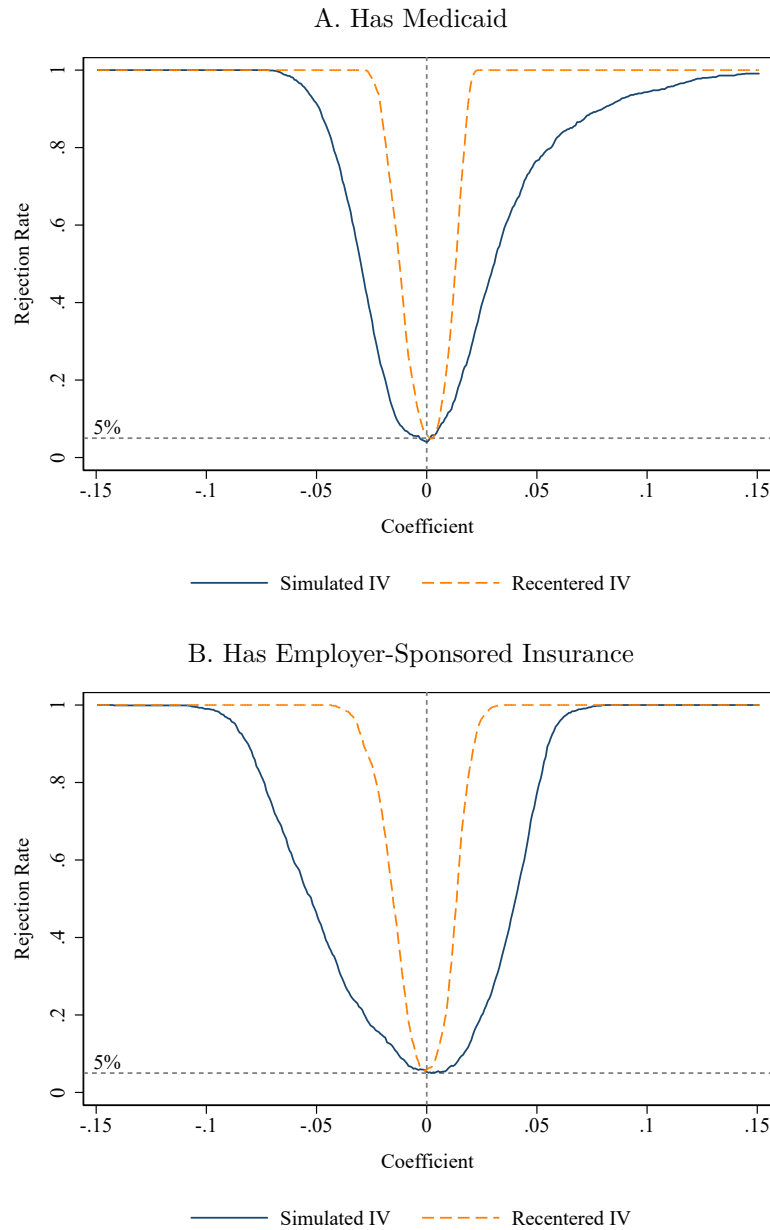 A. Has Medicaid
Rejection Rate
1
.8
.6
.4
.2
0
5%
-.15
-.1
-.05
0
.05
.1
.15
Coefficient
Simulated IV
Recentered IV
B. Has Employer-Sponsored Insurance
Rejection Rate
1
.8
.6
.4
.2
0
5%
-.15
-.1
-.05
0
.05
.1
.15
Coefficient
Simulated IV
Recentered IV